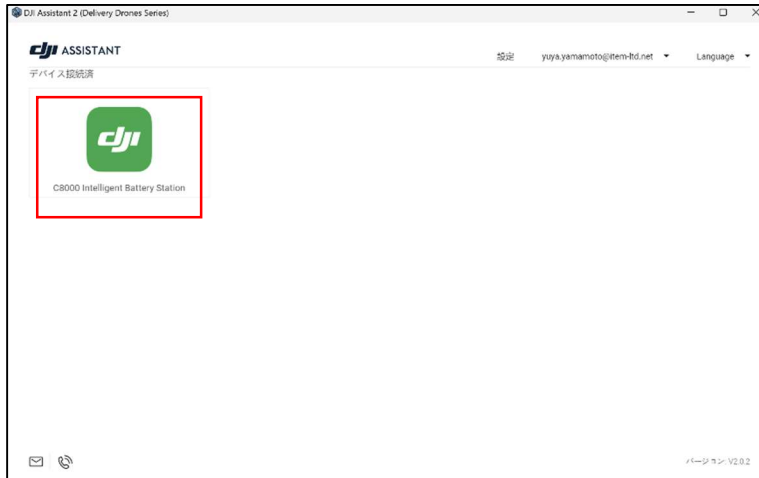 DJI Assistant 2 (Delivery Drones Series)
dji ASSISTANT
設定 yuya.yamamoto@item-ltd.net Language
デバイス接続済
dji
C8000 Intelligent Battery Station
バージョン: V2.0.2